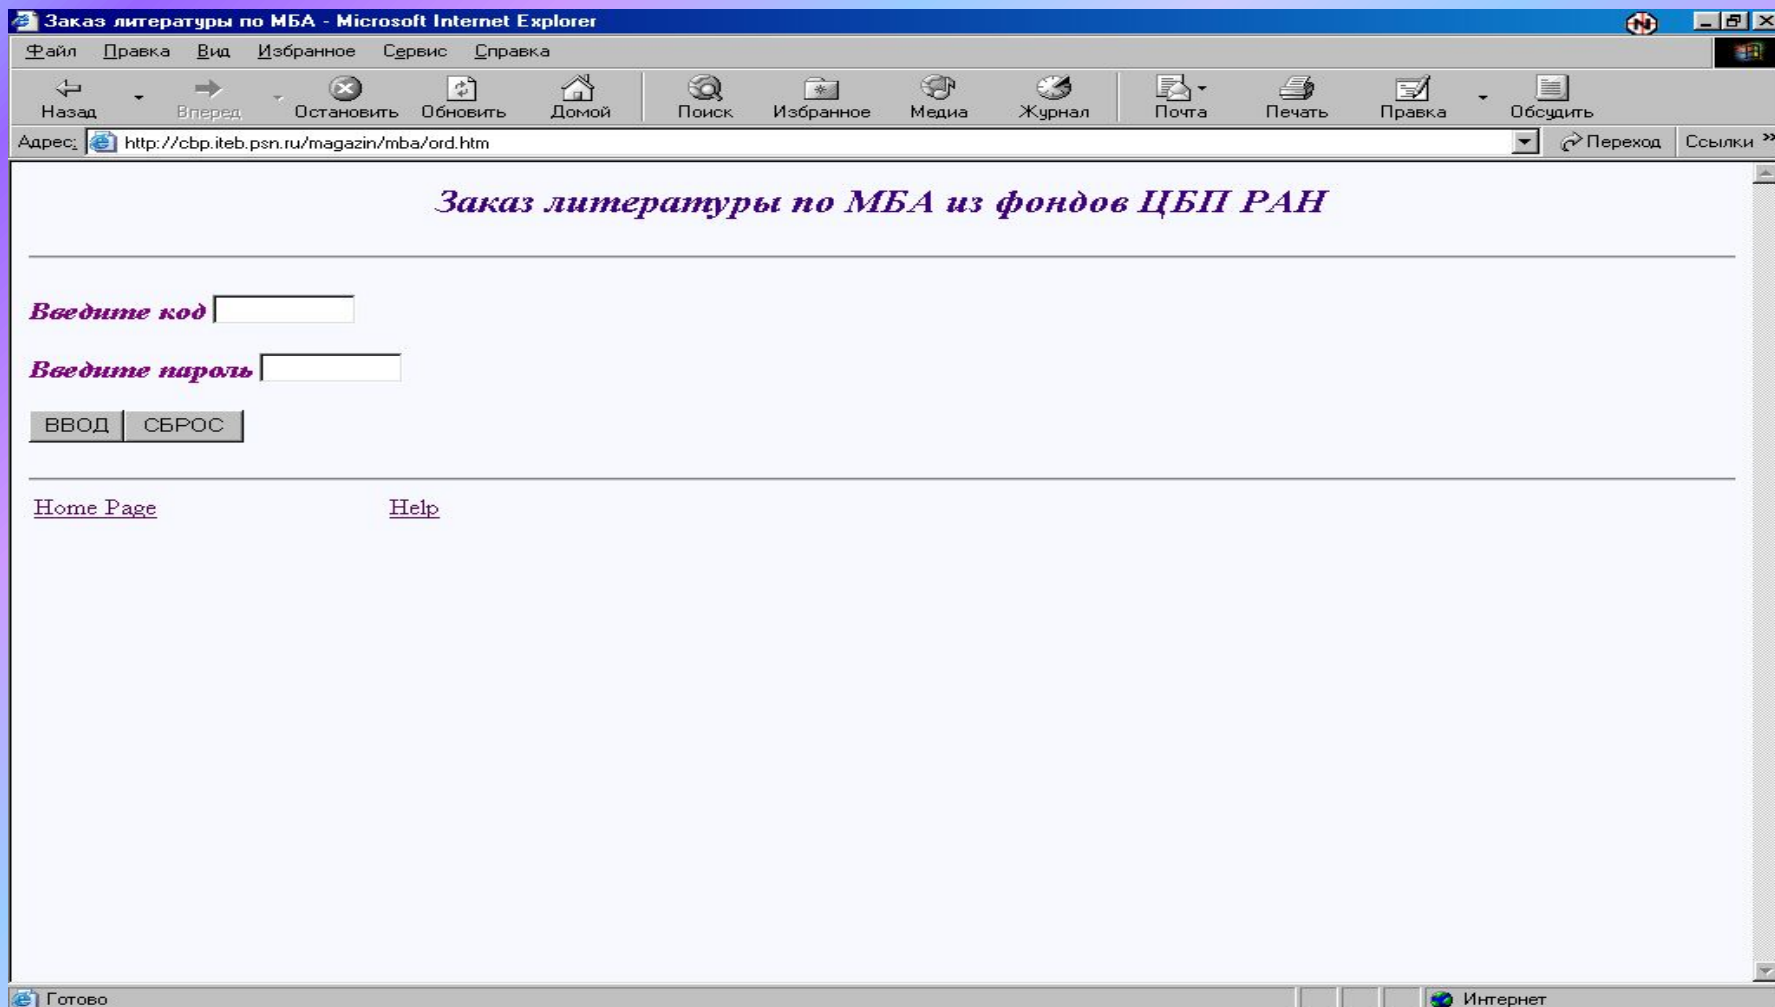 Заказ литературы по МБА - Microsoft Internet Explorer
Файл Правка Вид Избранное Сервис Справка
Назад Вперед Остановить Обновить Домой Поиск Избранное Медиа Журнал Почта Печать Правка Обсудить
Адрес: http://cbp.iteb.psn.ru/magazin/mba/ord.htm Переход Ссылки »
Заказ литературы по МБА из фондов ЦБП РАН
Введите код
Введите пароль
ВВОД СБРОС
Home Page Help
Готово Интернет